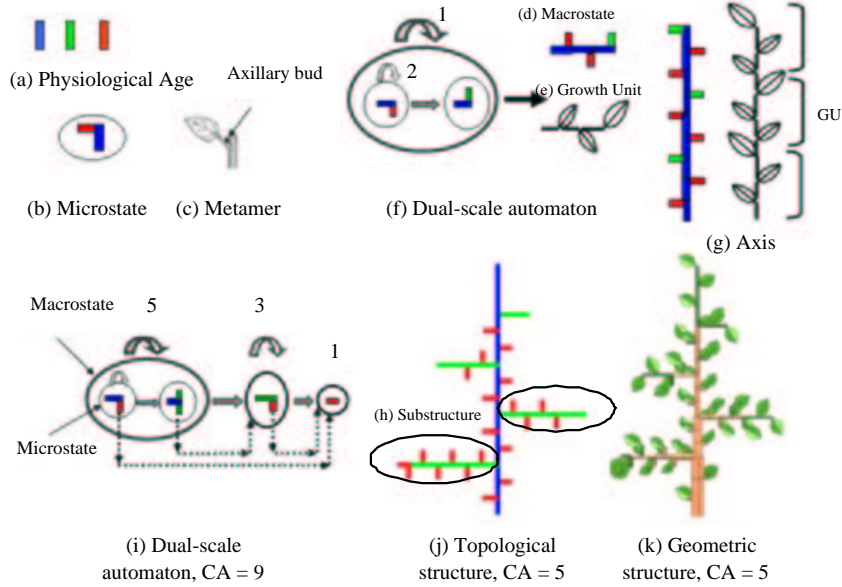 1
(d) Macrostate
(a) Physiological Age
Axillary bud
2
(e) Growth Unit
GU
(b) Microstate
(c) Metamer
(f) Dual-scale automaton
(g) Axis
Macrostate
5
3
1
(h) Substructure
Microstate
(i) Dual-scale
automaton, CA = 9
(j) Topological
structure, CA = 5
(k) Geometric
structure, CA = 5